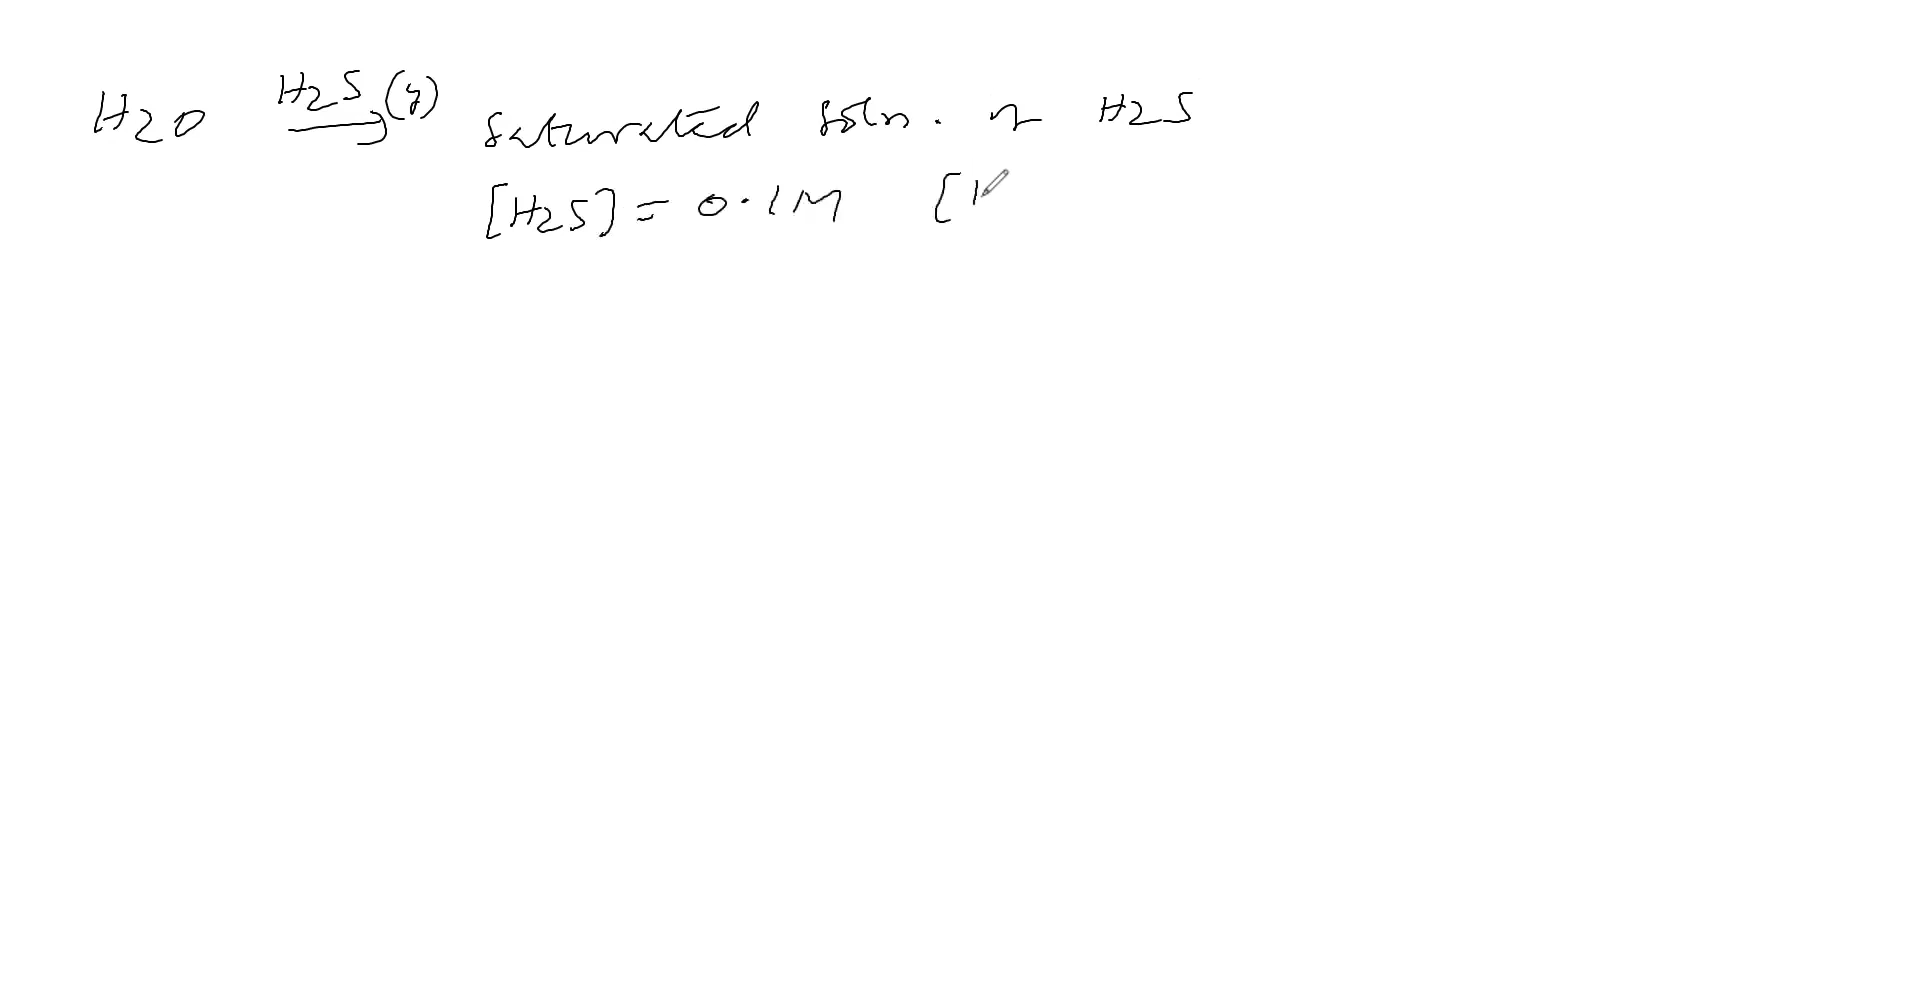 H2O H2S(g) saturated soln. of H2S
[H2S] = 0.1M [H